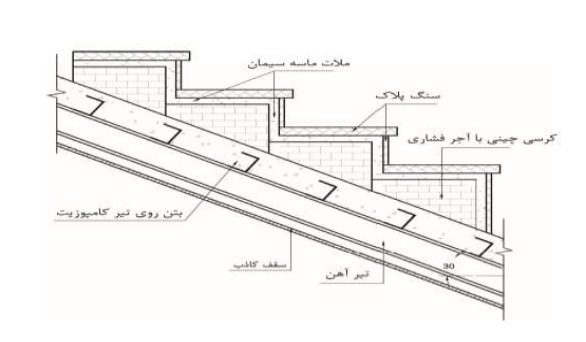 ملات ماسه سیمان
سنگ پلاک
کرسی چینی با آجر فشاری
بتن روی تیر کامپوزیت
سقف کاذب
تیر آهن
30